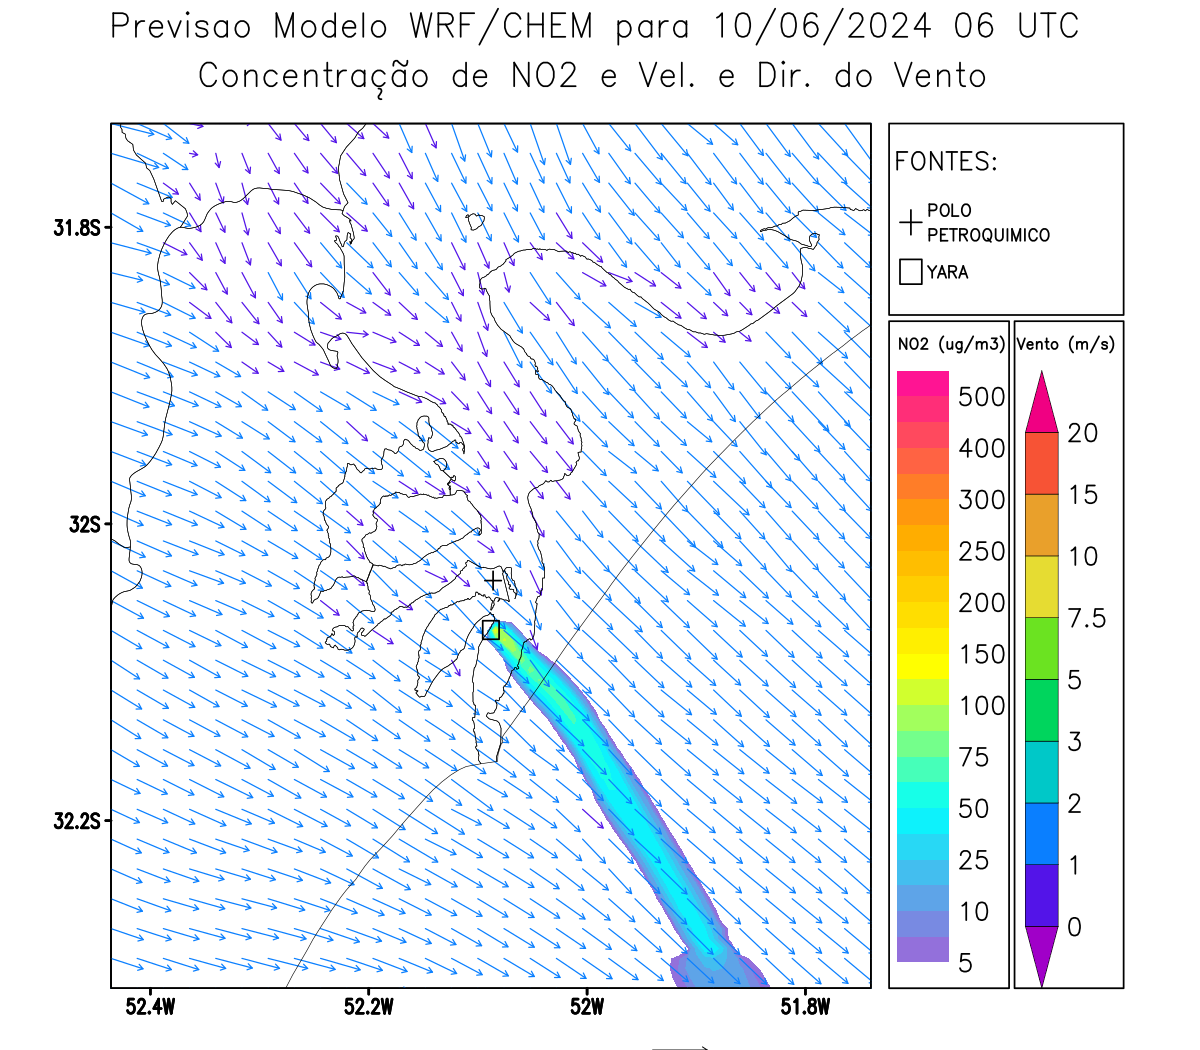 Previsao Modelo WRF/CHEM para 10/06/2024 06 UTC
Concentração de NO2 e Vel. e Dir. do Vento
FONTES:
POLO
PETROQUIMICO
YARA
NO2 (ug/m3)
500
400
300
250
200
150
100
75
50
25
10
5
Vento (m/s)
20
15
10
7.5
5
3
2
1
0
31.8S
32S
32.2S
52.4W
52.2W
52W
51.8W